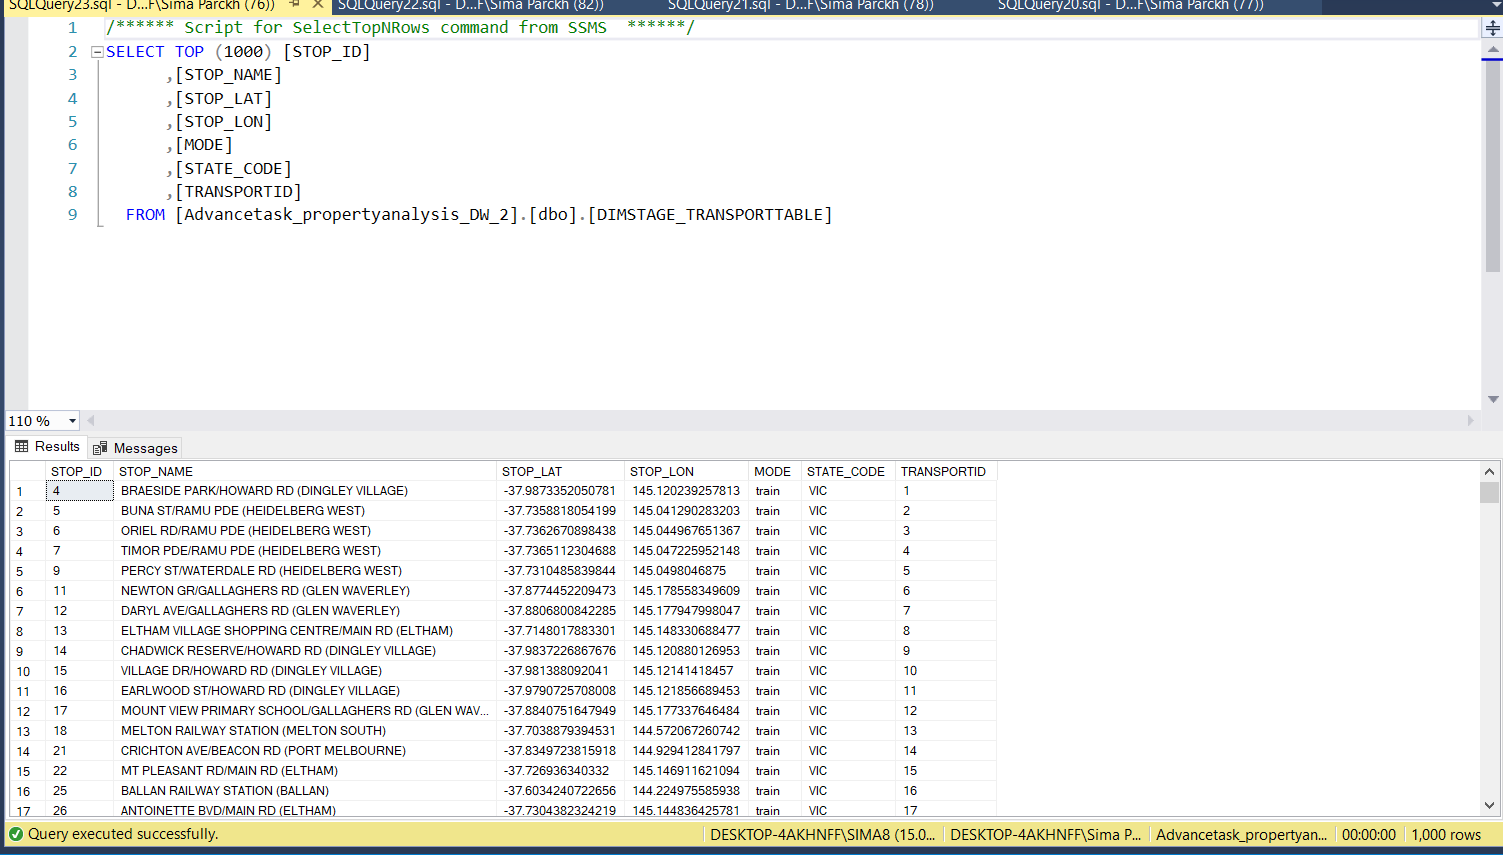 SQLQuery23.sql - D...F\Sima Parckh (76)) SQLQuery22.sql - D...F\Sima Parckh (82)) SQLQuery21.sql - D...F\Sima Parckh (78)) SQLQuery20.sql - D...F\Sima Parckh (77))
1 /****** Script for SelectTopNRows command from SSMS ******/
2 SELECT TOP (1000) [STOP_ID]
3 ,[STOP_NAME]
4 ,[STOP_LAT]
5 ,[STOP_LON]
6 ,[MODE]
7 ,[STATE_CODE]
8 ,[TRANSPORTID]
9 FROM [Advancetask_propertyanalysis_DW_2].[dbo].[DIMSTAGE_TRANSPORTTABLE]
110 %
Results Messages
STOP_ID STOP_NAME STOP_LAT STOP_LON MODE STATE_CODE TRANSPORTID
1 4 BRAESIDE PARK/HOWARD RD (DINGLEY VILLAGE) -37.9873352050781 145.120239257813 train VIC 1
2 5 BUNA ST/RAMU PDE (HEIDELBERG WEST) -37.7358818054199 145.041290283203 train VIC 2
3 6 ORIEL RD/RAMU PDE (HEIDELBERG WEST) -37.7362670898438 145.044967651367 train VIC 3
4 7 TIMOR PDE/RAMU PDE (HEIDELBERG WEST) -37.7365112304688 145.047225952148 train VIC 4
5 9 PERCY ST/WATERDALE RD (HEIDELBERG WEST) -37.7310485839844 145.0498046875 train VIC 5
6 11 NEWTON GR/GALLAGHERS RD (GLEN WAVERLEY) -37.8774452209473 145.178558349609 train VIC 6
7 12 DARYL AVE/GALLAGHERS RD (GLEN WAVERLEY) -37.8806800842285 145.177947998047 train VIC 7
8 13 ELTHAM VILLAGE SHOPPING CENTRE/MAIN RD (ELTHAM) -37.7148017883301 145.148330688477 train VIC 8
9 14 CHADWICK RESERVE/HOWARD RD (DINGLEY VILLAGE) -37.9837226867676 145.120880126953 train VIC 9
10 15 VILLAGE DR/HOWARD RD (DINGLEY VILLAGE) -37.981388092041 145.12141418457 train VIC 10
11 16 EARLWOOD ST/HOWARD RD (DINGLEY VILLAGE) -37.9790725708008 145.121856689453 train VIC 11
12 17 MOUNT VIEW PRIMARY SCHOOL/GALLAGHERS RD (GLEN WAV... -37.8840751647949 145.177337646484 train VIC 12
13 18 MELTON RAILWAY STATION (MELTON SOUTH) -37.7038879394531 144.572067260742 train VIC 13
14 21 CRICHTON AVE/BEACON RD (PORT MELBOURNE) -37.8349723815918 144.929412841797 train VIC 14
15 22 MT PLEASANT RD/MAIN RD (ELTHAM) -37.726936340332 145.146911621094 train VIC 15
16 25 BALLAN RAILWAY STATION (BALLAN) -37.6034240722656 144.224975585938 train VIC 16
17 26 ANTOINETTE BVD/MAIN RD (ELTHAM) -37.7304382324219 145.144836425781 train VIC 17
Query executed successfully. DESKTOP-4AKHNFF\SIMA8 (15.0... DESKTOP-4AKHNFF\Sima P... Advancetask_propertyan... 00:00:00 1,000 rows